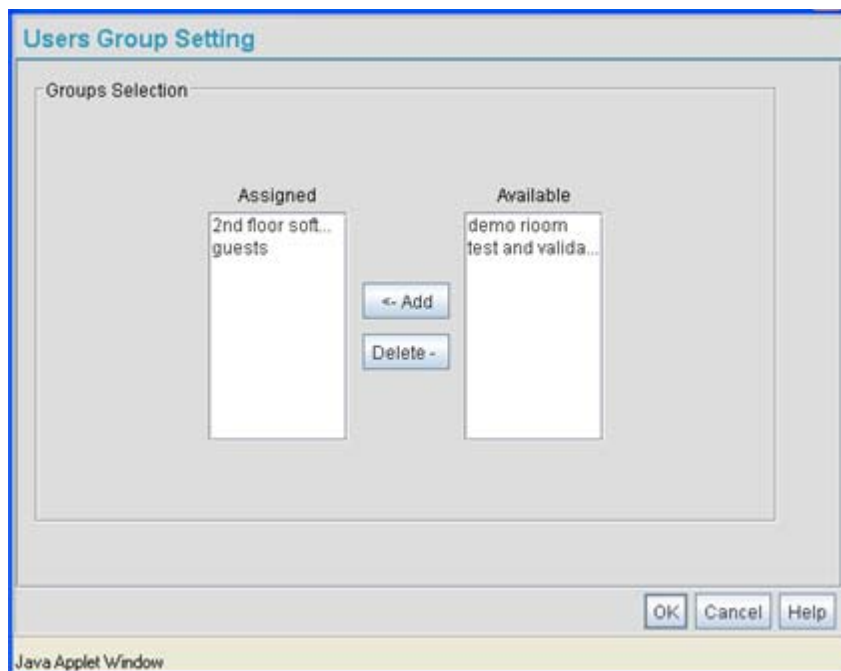 Users Group Setting
Groups Selection
Assigned
2nd floor soft...
guests
<- Add
Delete -
Available
demo rioom
test and valida...
OK
Cancel
Help
Java Applet Window